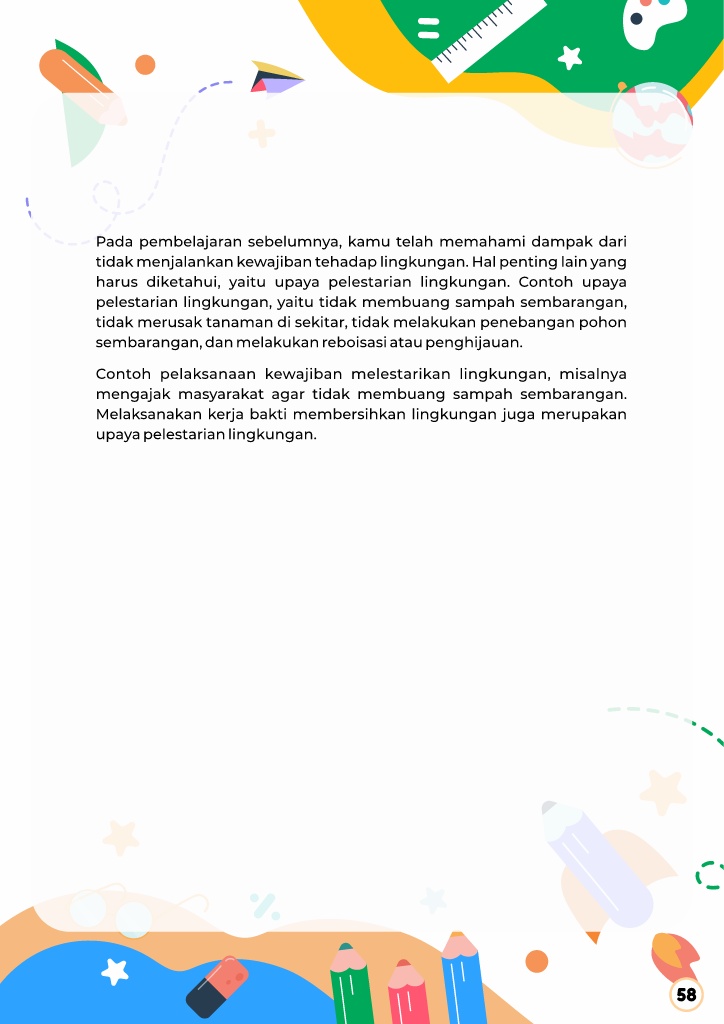 Pada pembelajaran sebelumnya, kamu telah memahami dampak dari
tidak menjalankan kewajiban tehadap lingkungan. Hal penting lain yang
harus diketahui, yaitu upaya pelestarian lingkungan. Contoh upaya
pelestarian lingkungan, yaitu tidak membuang sampah sembarangan,
tidak merusak tanaman di sekitar, tidak melakukan penebangan pohon
sembarangan, dan melakukan reboisasi atau penghijauan.
Contoh pelaksanaan kewajiban melestarikan lingkungan, misalnya
mengajak masyarakat agar tidak membuang sampah sembarangan.
Melaksanakan kerja bakti membersihkan lingkungan juga merupakan
upaya pelestarian lingkungan.
58